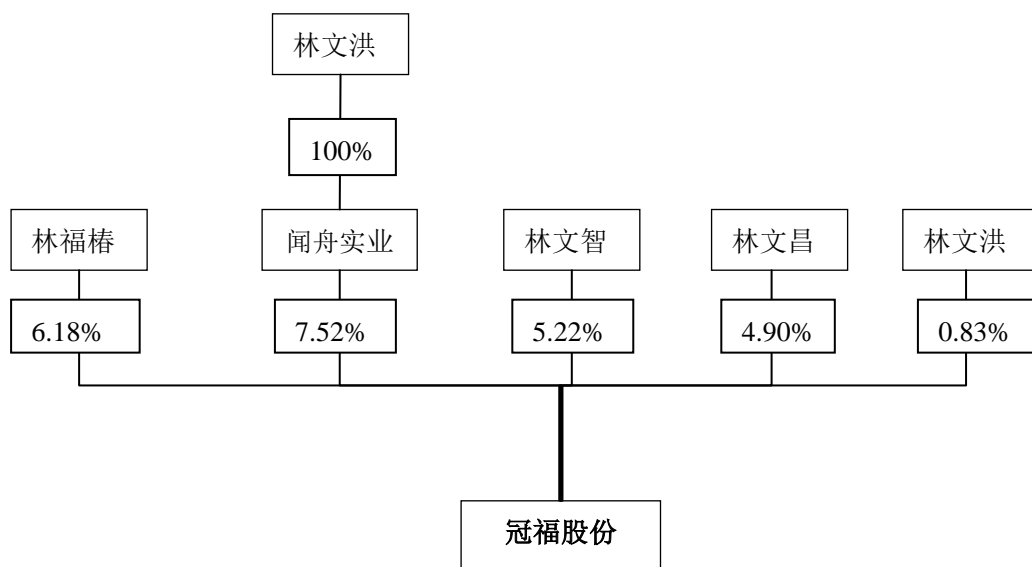 林文洪
100%
林福椿 闻舟实业 林文智 林文昌 林文洪
6.18% 7.52% 5.22% 4.90% 0.83%
冠福股份